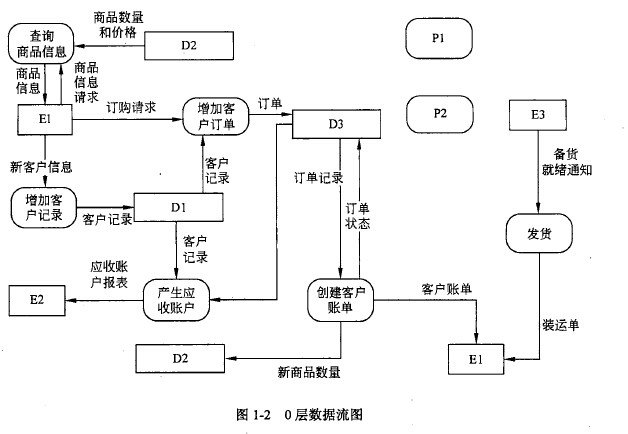 商品数量
和价格
查询
商品信息
D2
P1
商品
信息
商品
信息
请求
E1
订购请求
增加客
户订单
订单
D3
P2
E3
新客户信息
客户
记录
订单记录
订单
状态
备货
就绪通知
增加客
户记录
客户记录
D1
发货
客户
记录
应收账
户报表
E2
产生应
收账户
创建客户
账单
客户账单
装运单
D2
新商品数量
E1
图 1-2 0 层数据流图